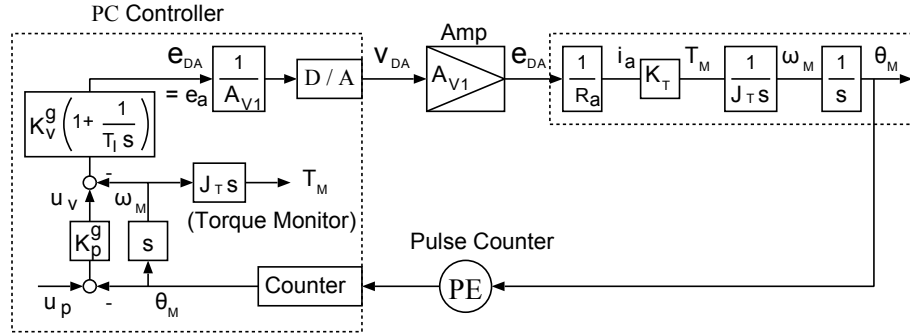 PC Controller
Amp
e_DA
= e_a
1
A_V1
D / A
v_DA
A_V1
e_DA
1
R_a
i_a
K_T
T_M
1
J_T s
ω_M
1
s
θ_M
K_v^g (1+ 1 / T_I s)
-
u_v
ω_M
J_T s
T_M
(Torque Monitor)
K_p^g
s
Pulse Counter
u_p
-
θ_M
Counter
PE